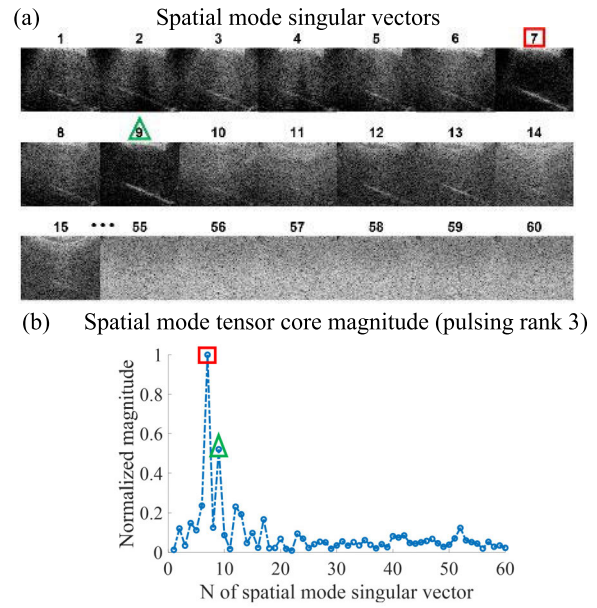 (a) Spatial mode singular vectors
1 2 3 4 5 6 7
8 9 10 11 12 13 14
15 ••• 55 56 57 58 59 60
(b) Spatial mode tensor core magnitude (pulsing rank 3)
1
0.8
0.6
0.4
0.2
0
Normalized magnitude
0 10 20 30 40 50 60
N of spatial mode singular vector